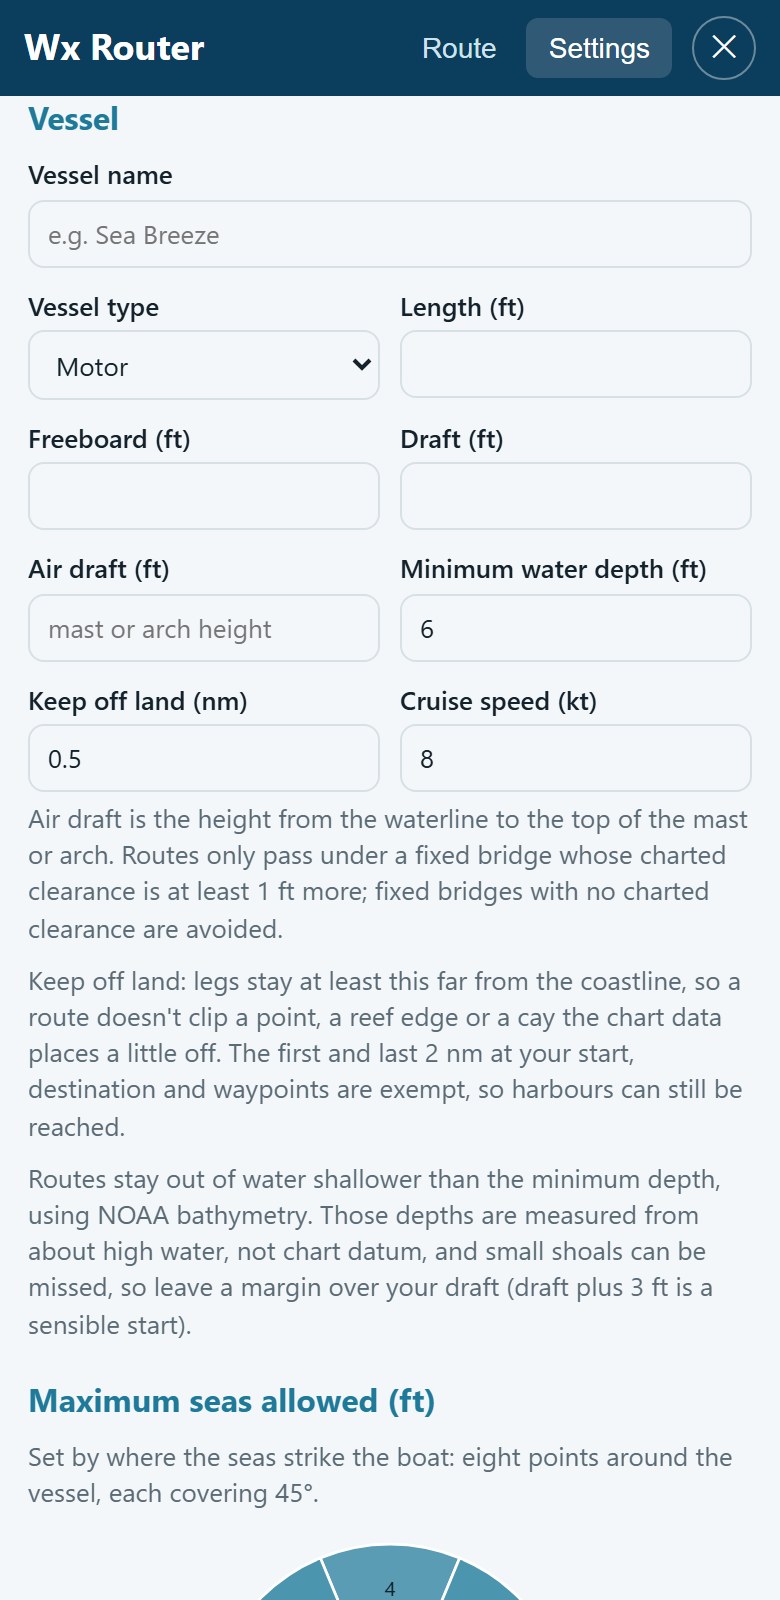 Wx Router
Route
Settings
Vessel
Vessel name
e.g. Sea Breeze
Vessel type
Length (ft)
Motor
Freeboard (ft)
Draft (ft)
Air draft (ft)
Minimum water depth (ft)
mast or arch height
6
Keep off land (nm)
Cruise speed (kt)
0.5
8
Air draft is the height from the waterline to the top of the mast
or arch. Routes only pass under a fixed bridge whose charted
clearance is at least 1 ft more; fixed bridges with no charted
clearance are avoided.
Keep off land: legs stay at least this far from the coastline, so a
route doesn't clip a point, a reef edge or a cay the chart data
places a little off. The first and last 2 nm at your start,
destination and waypoints are exempt, so harbours can still be
reached.
Routes stay out of water shallower than the minimum depth,
using NOAA bathymetry. Those depths are measured from
about high water, not chart datum, and small shoals can be
missed, so leave a margin over your draft (draft plus 3 ft is a
sensible start).
Maximum seas allowed (ft)
Set by where the seas strike the boat: eight points around the
vessel, each covering 45°.
4